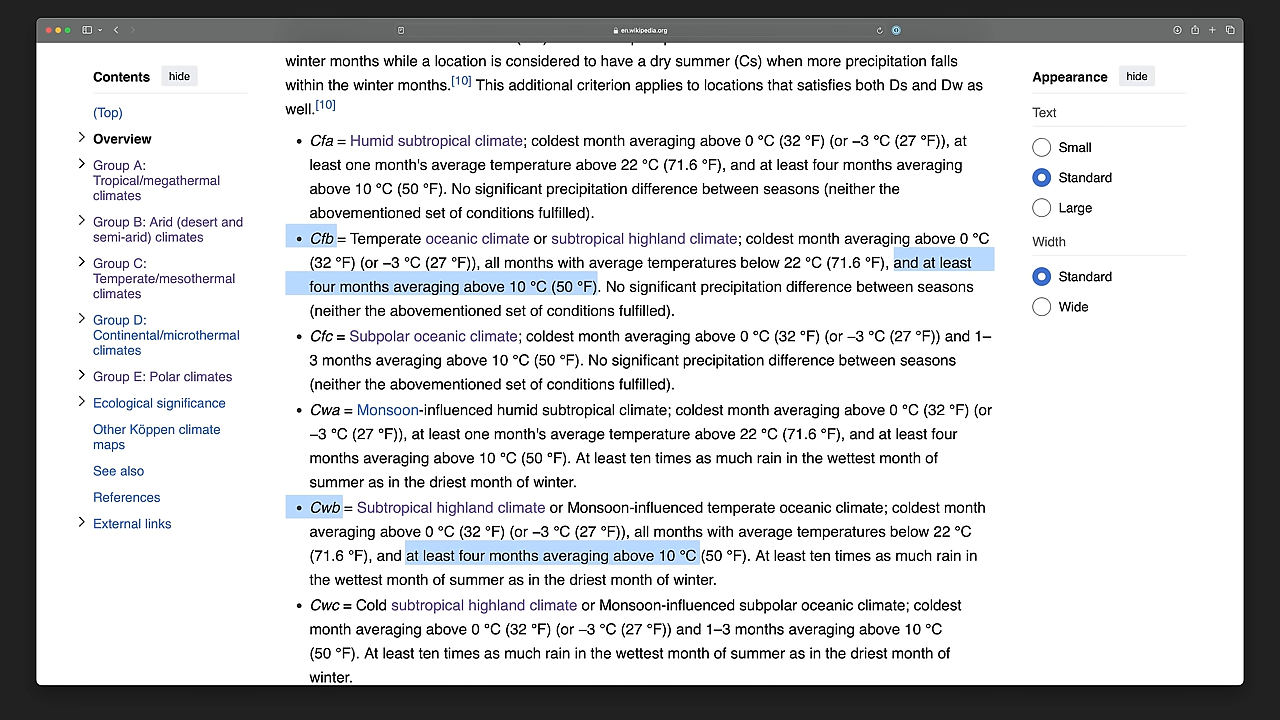 en.wikipedia.org
Contents hide
(Top)
Overview
Group A:
Tropical/megathermal
climates
Group B: Arid (desert and
semi-arid) climates
Group C:
Temperate/mesothermal
climates
Group D:
Continental/microthermal
climates
Group E: Polar climates
Ecological significance
Other Köppen climate
maps
See also
References
External links
winter months while a location is considered to have a dry summer (Cs) when more precipitation falls
within the winter months.[10] This additional criterion applies to locations that satisfies both Ds and Dw as
well.[10]
• Cfa = Humid subtropical climate; coldest month averaging above 0 °C (32 °F) (or −3 °C (27 °F)), at
least one month's average temperature above 22 °C (71.6 °F), and at least four months averaging
above 10 °C (50 °F). No significant precipitation difference between seasons (neither the
abovementioned set of conditions fulfilled).
• Cfb = Temperate oceanic climate or subtropical highland climate; coldest month averaging above 0 °C
(32 °F) (or −3 °C (27 °F)), all months with average temperatures below 22 °C (71.6 °F), and at least
four months averaging above 10 °C (50 °F). No significant precipitation difference between seasons
(neither the abovementioned set of conditions fulfilled).
• Cfc = Subpolar oceanic climate; coldest month averaging above 0 °C (32 °F) (or −3 °C (27 °F)) and 1–
3 months averaging above 10 °C (50 °F). No significant precipitation difference between seasons
(neither the abovementioned set of conditions fulfilled).
• Cwa = Monsoon-influenced humid subtropical climate; coldest month averaging above 0 °C (32 °F) (or
−3 °C (27 °F)), at least one month's average temperature above 22 °C (71.6 °F), and at least four
months averaging above 10 °C (50 °F). At least ten times as much rain in the wettest month of
summer as in the driest month of winter.
• Cwb = Subtropical highland climate or Monsoon-influenced temperate oceanic climate; coldest month
averaging above 0 °C (32 °F) (or −3 °C (27 °F)), all months with average temperatures below 22 °C
(71.6 °F), and at least four months averaging above 10 °C (50 °F). At least ten times as much rain in
the wettest month of summer as in the driest month of winter.
• Cwc = Cold subtropical highland climate or Monsoon-influenced subpolar oceanic climate; coldest
month averaging above 0 °C (32 °F) (or −3 °C (27 °F)) and 1–3 months averaging above 10 °C
(50 °F). At least ten times as much rain in the wettest month of summer as in the driest month of
winter.
Appearance hide
Text
Small
Standard
Large
Width
Standard
Wide